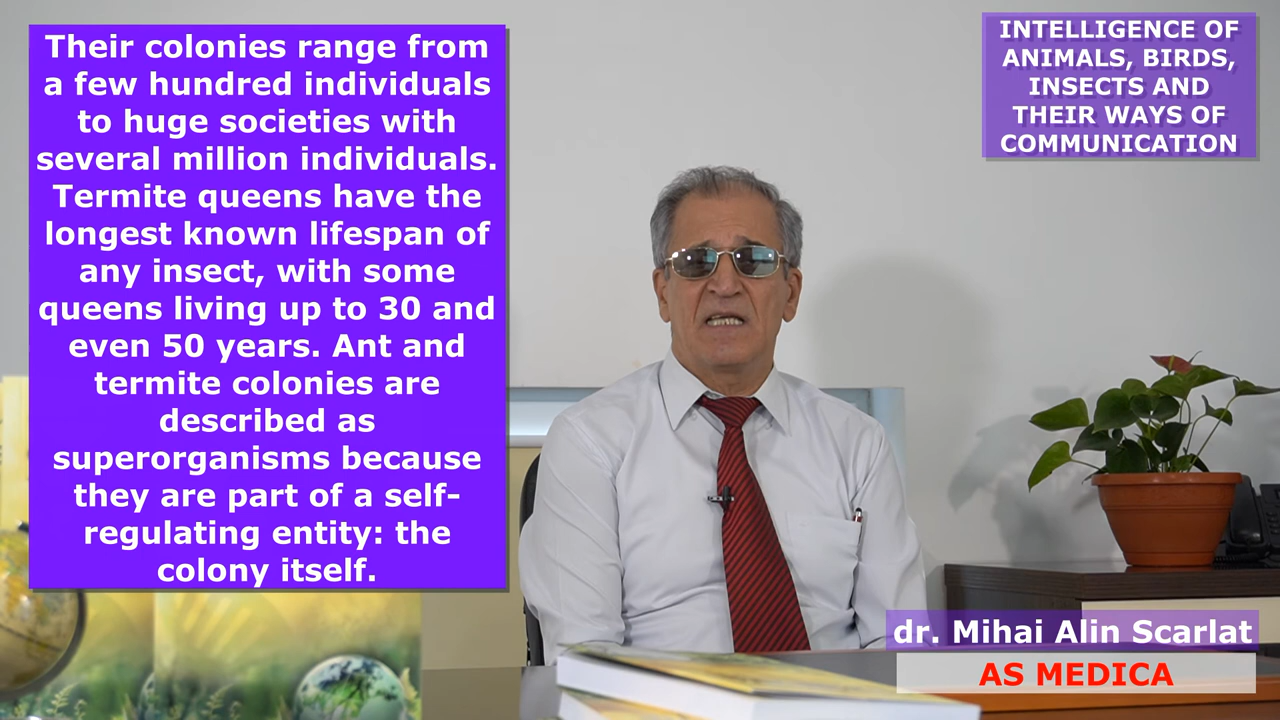 Their colonies range from
a few hundred individuals
to huge societies with
several million individuals.
Termite queens have the
longest known lifespan of
any insect, with some
queens living up to 30 and
even 50 years. Ant and
termite colonies are
described as
superorganisms because
they are part of a self-
regulating entity: the
colony itself.
INTELLIGENCE OF
ANIMALS, BIRDS,
INSECTS AND
THEIR WAYS OF
COMMUNICATION
dr. Mihai Alin Scarlat
AS MEDICA